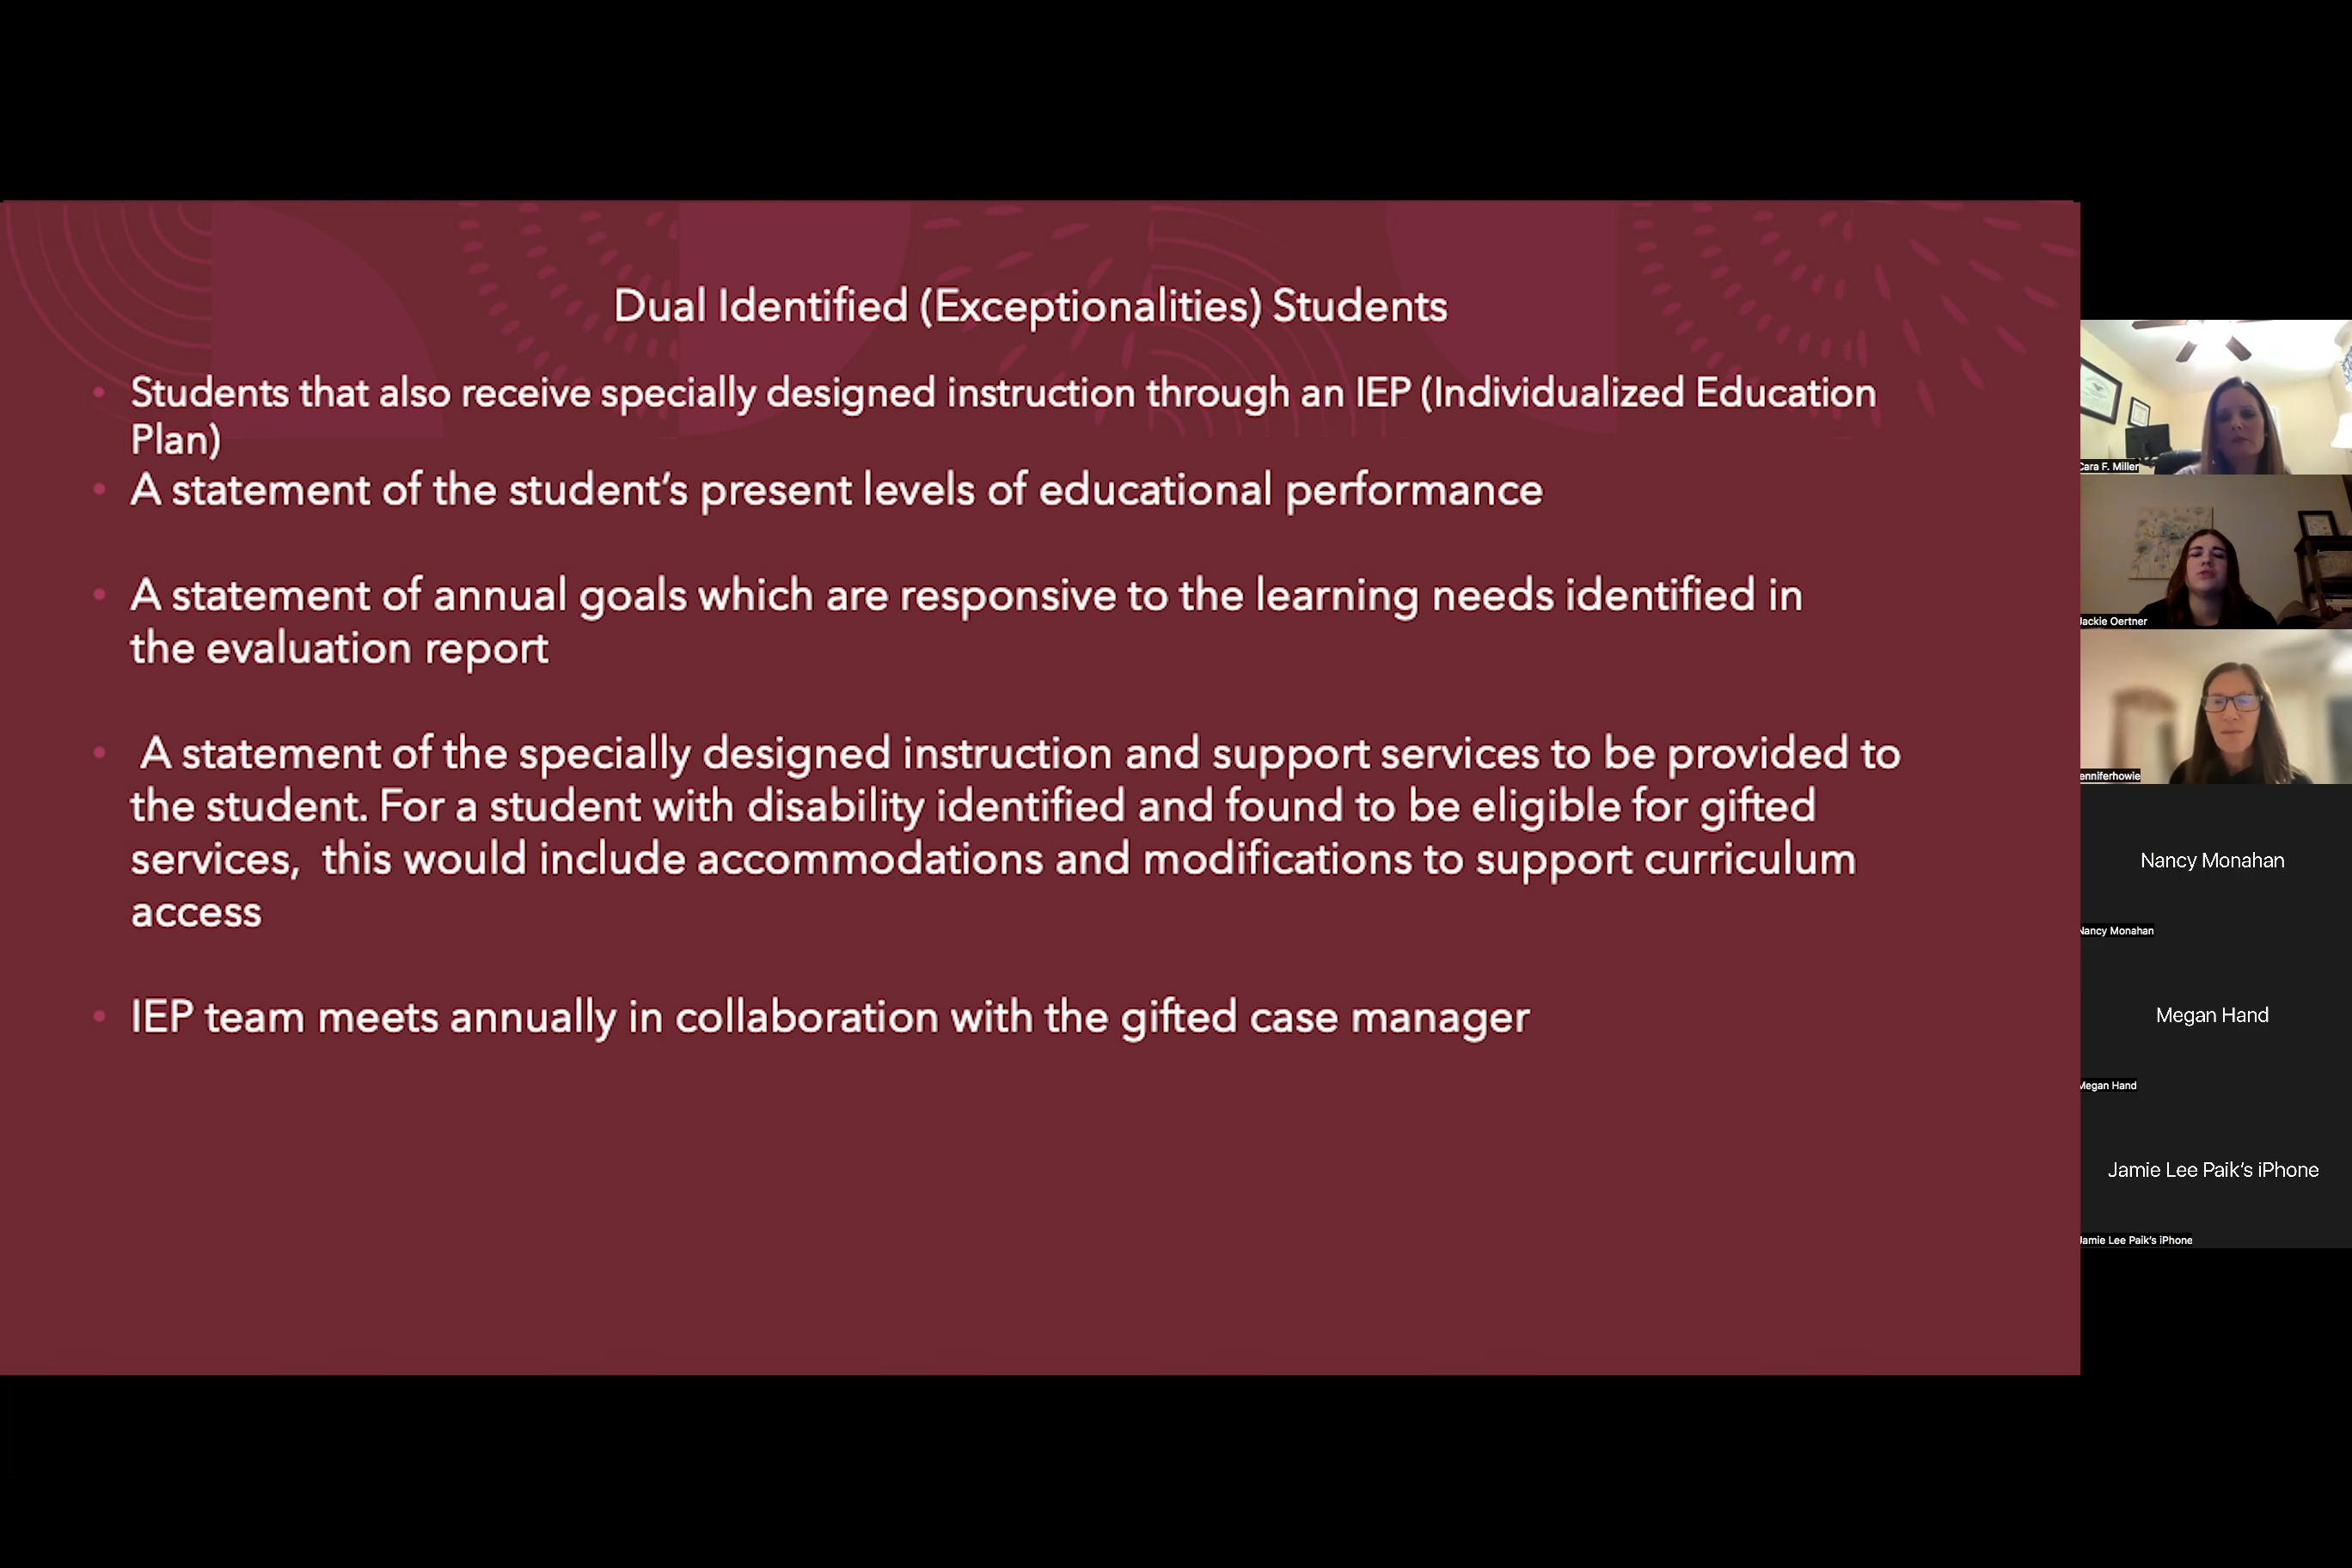 Dual Identified (Exceptionalities) Students
• Students that also receive specially designed instruction through an IEP (Individualized Education
Plan)
• A statement of the student’s present levels of educational performance
• A statement of annual goals which are responsive to the learning needs identified in
the evaluation report
• A statement of the specially designed instruction and support services to be provided to
the student. For a student with disability identified and found to be eligible for gifted
services, this would include accommodations and modifications to support curriculum
access
• IEP team meets annually in collaboration with the gifted case manager
Cara F. Miller
Jackie Oertner
enniferhowie
Nancy Monahan
Nancy Monahan
Megan Hand
Megan Hand
Jamie Lee Paik’s iPhone
Jamie Lee Paik’s iPhone